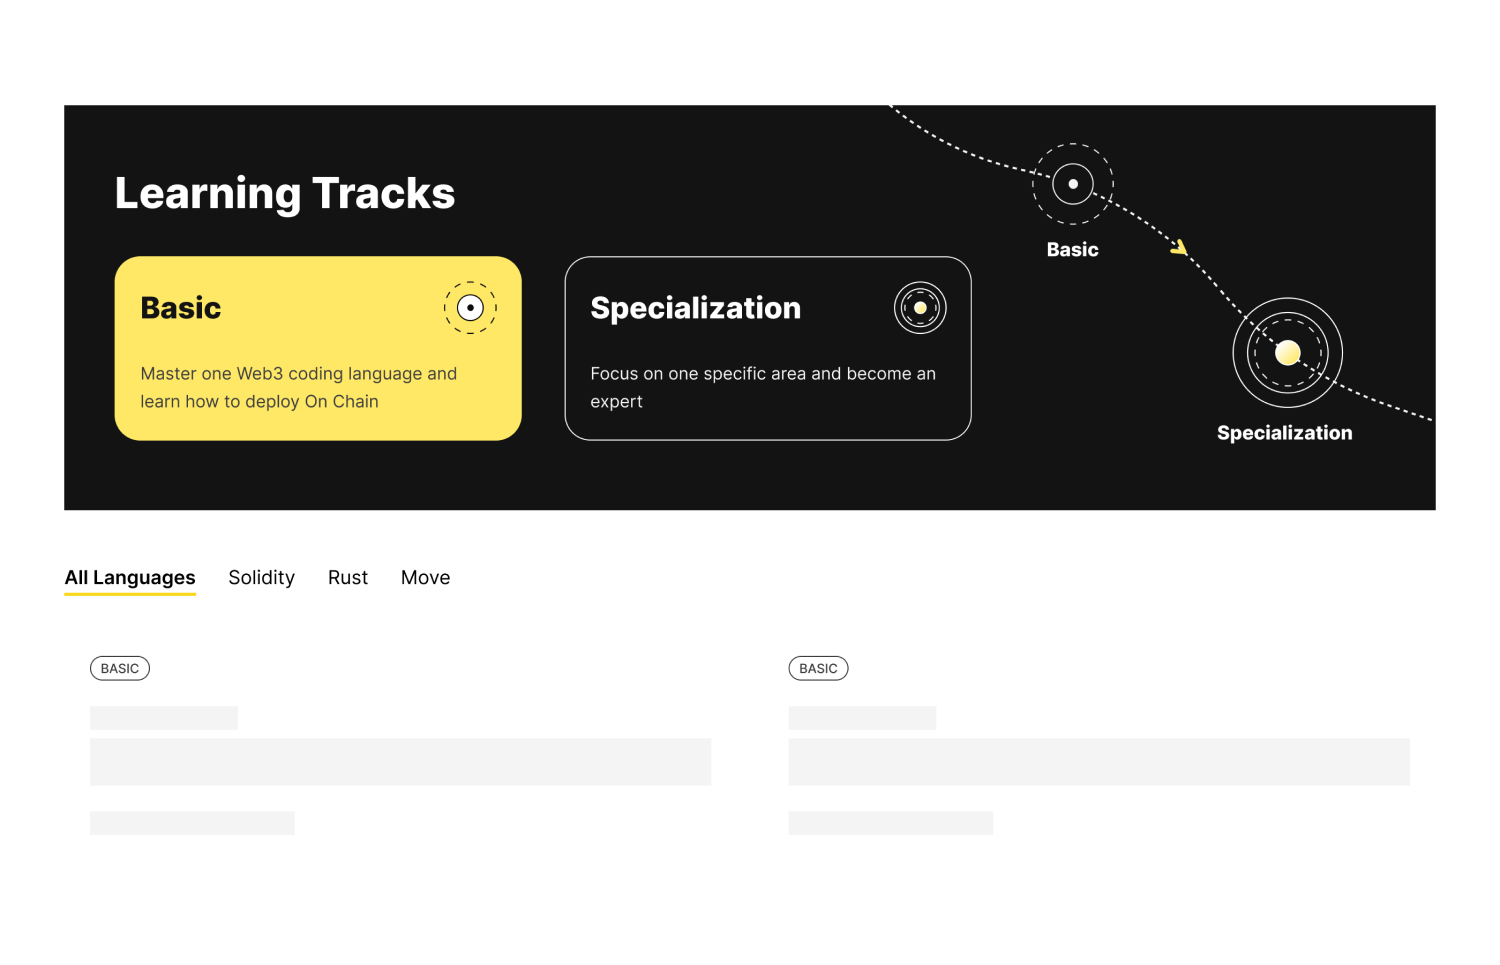 Learning Tracks
Basic
Master one Web3 coding language and
learn how to deploy On Chain
Specialization
Focus on one specific area and become an
expert
Basic
Specialization
All Languages
Solidity
Rust
Move
BASIC
BASIC